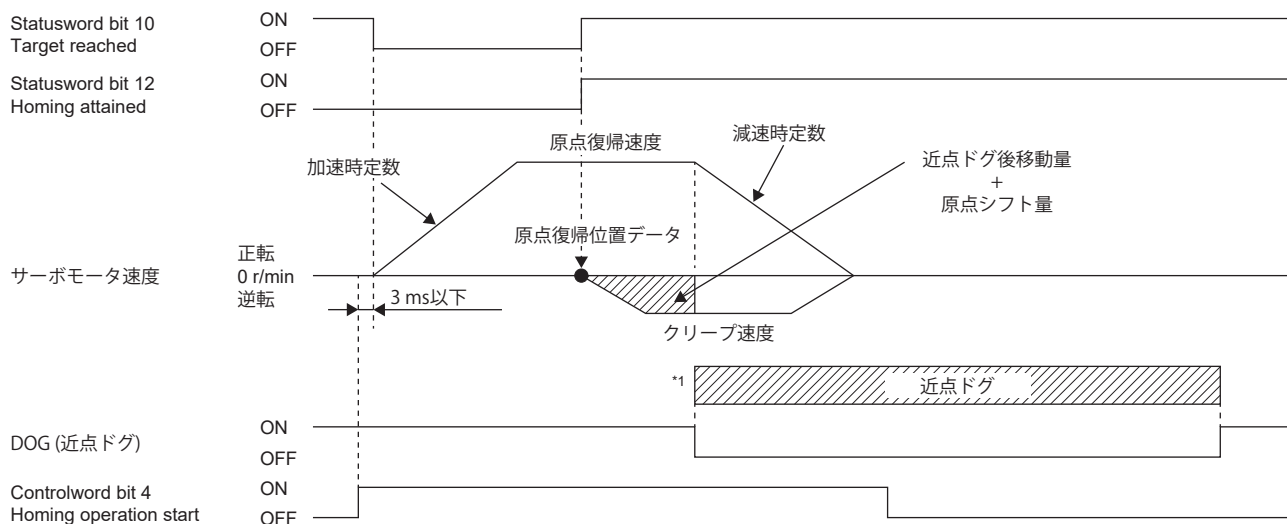 Statusword bit 10
Target reached
ON
OFF
Statusword bit 12
Homing attained
ON
OFF
原点復帰速度
減速時定数
加速時定数
近点ドグ後移動量
+
原点シフト量
原点復帰位置データ
サーボモータ速度
正転
0 r/min
逆転
3 ms以下
クリープ速度
*1
近点ドグ
DOG (近点ドグ)
ON
OFF
Controlword bit 4
Homing operation start
ON
OFF